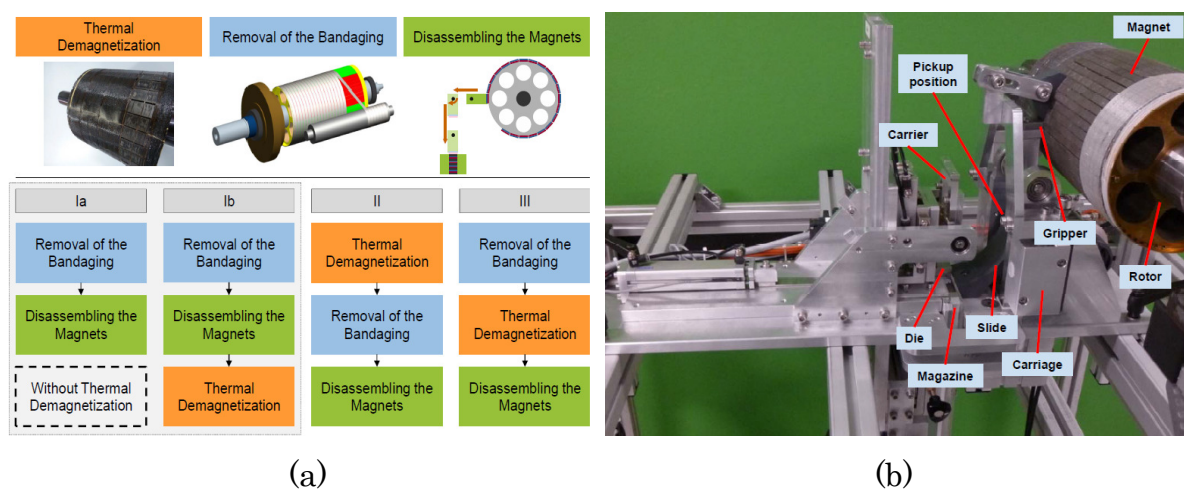 Thermal
Demagnetization
Removal of the Bandaging
Disassembling the Magnets
Ia
Ib
II
III
Removal of the
Bandaging
Removal of the
Bandaging
Thermal
Demagnetization
Removal of the
Bandaging
Disassembling the
Magnets
Disassembling the
Magnets
Removal of the
Bandaging
Thermal
Demagnetization
Without Thermal
Demagnetization
Thermal
Demagnetization
Disassembling the
Magnets
Disassembling the
Magnets
(a)
Magnet
Pickup
position
Carrier
Gripper
Rotor
Slide
Die
Carriage
Magazine
(b)